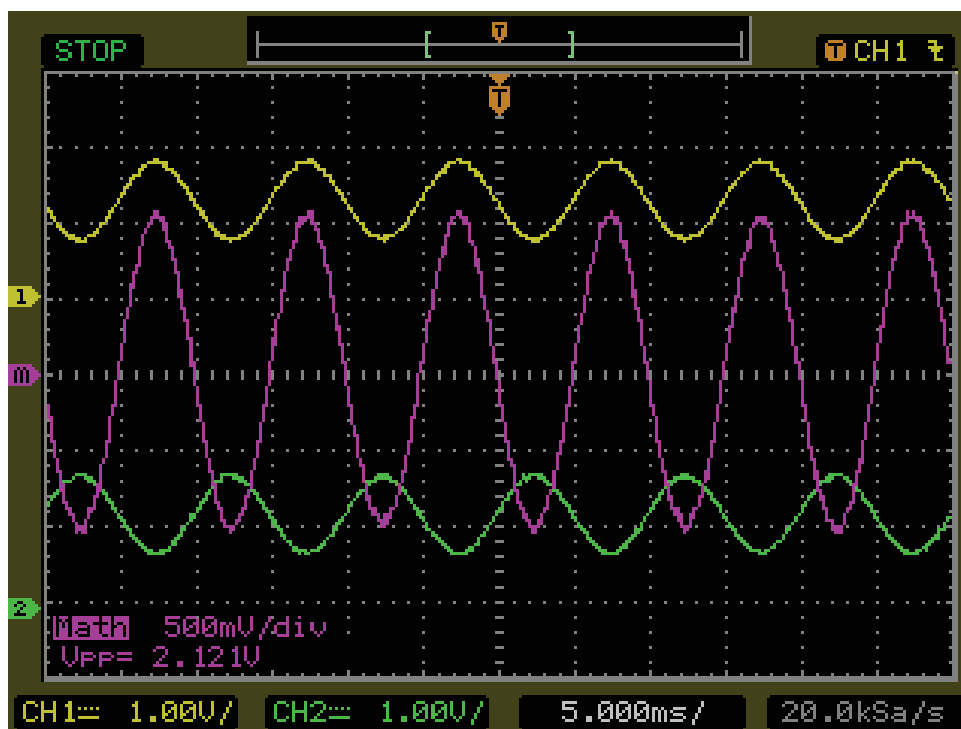 T
STOP
T CH1
T
1
M
2
Math 500mV/div
VPP= 2.121V
CH1 1.00V/ CH2 1.00V/ 5.000ms/ 20.0kSa/s